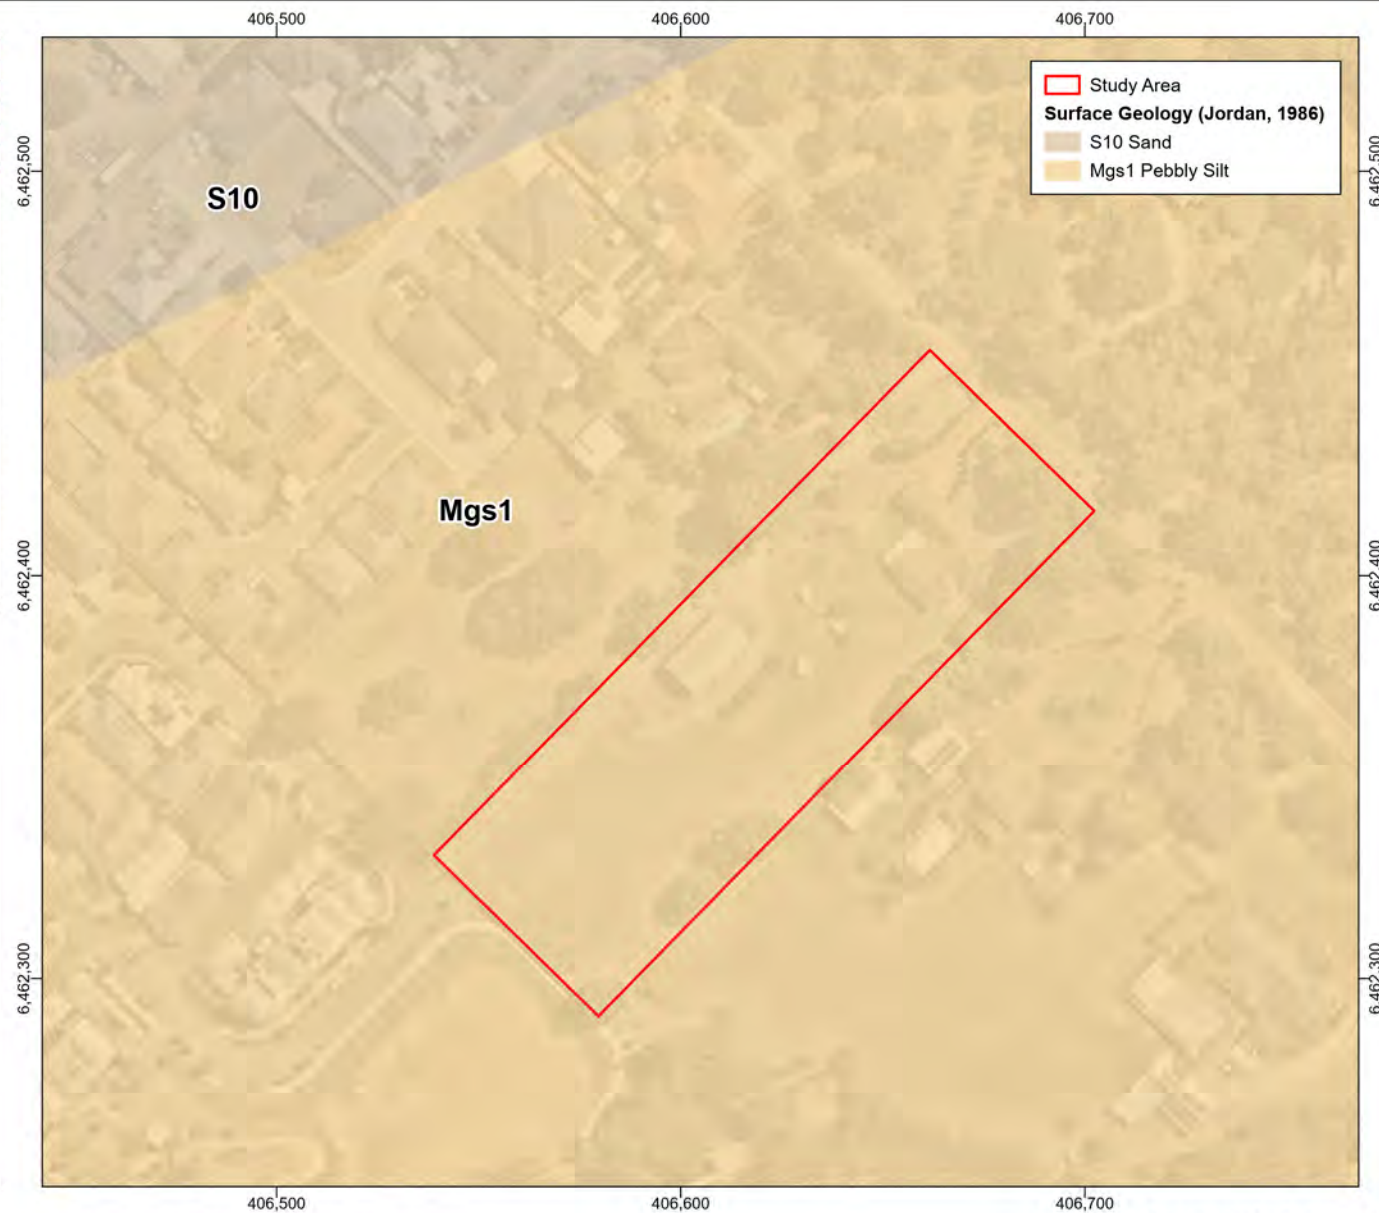 406,500 406,600 406,700
Study Area
Surface Geology (Jordan, 1986)
S10 Sand
Mgs1 Pebbly Silt
6,462,500 6,462,500
S10
Mgs1
6,462,400 6,462,400
6,462,300 6,462,300
406,500 406,600 406,700